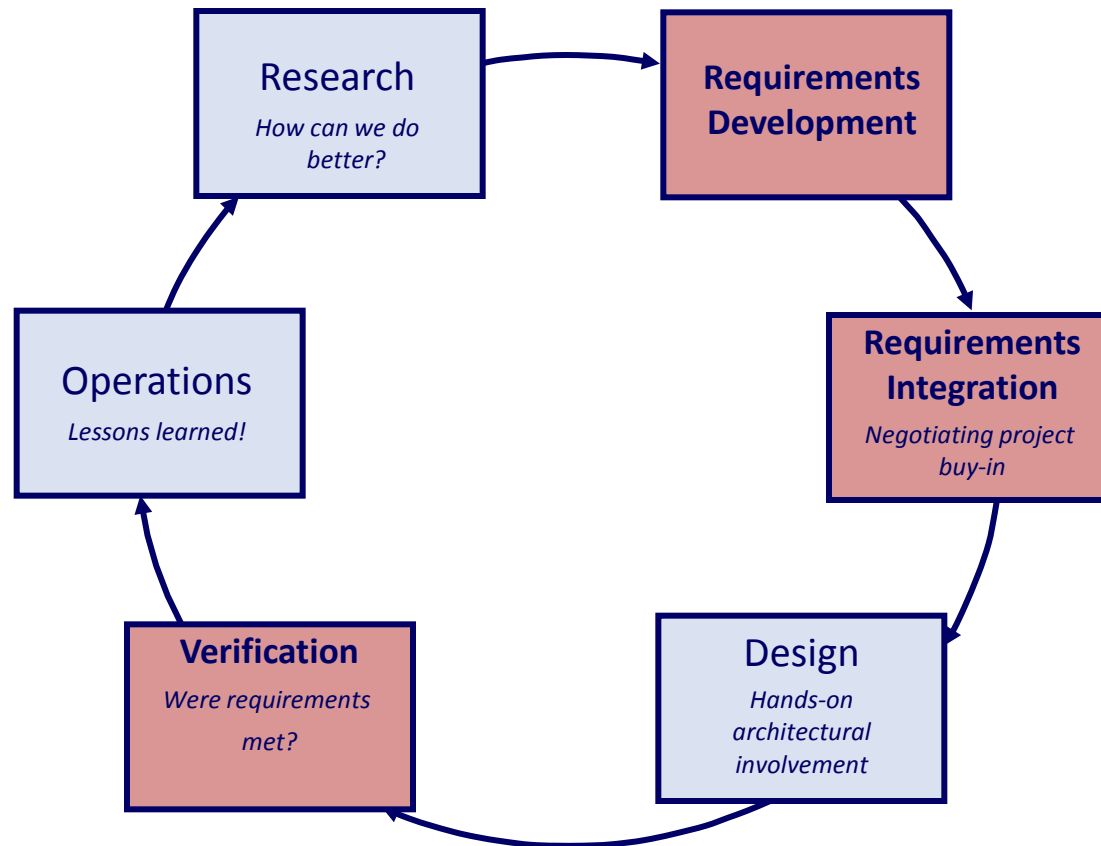 Research
How can we do
better?
Requirements
Development
Requirements
Integration
Negotiating project
buy-in
Design
Hands-on
architectural
involvement
Verification
Were requirements
met?
Operations
Lessons learned!